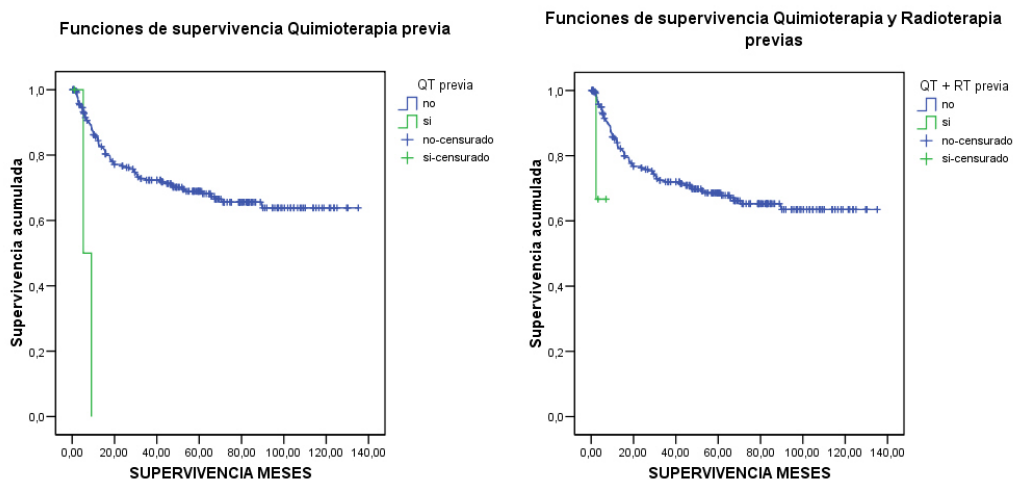 Funciones de supervivencia Quimioterapia previa
QT previa
no
si
no-censurado
si-censurado
Supervivencia acumulada
1,0
0,8
0,6
0,4
0,2
0,0
0,00 20,00 40,00 60,00 80,00 100,00 120,00 140,00
SUPERVIVENCIA MESES
Funciones de supervivencia Quimioterapia y Radioterapia
previas
QT + RT previa
no
si
no-censurado
si-censurado
Supervivencia acumulada
1,0
0,8
0,6
0,4
0,2
0,0
0,00 20,00 40,00 60,00 80,00 100,00 120,00 140,00
SUPERVIVENCIA MESES